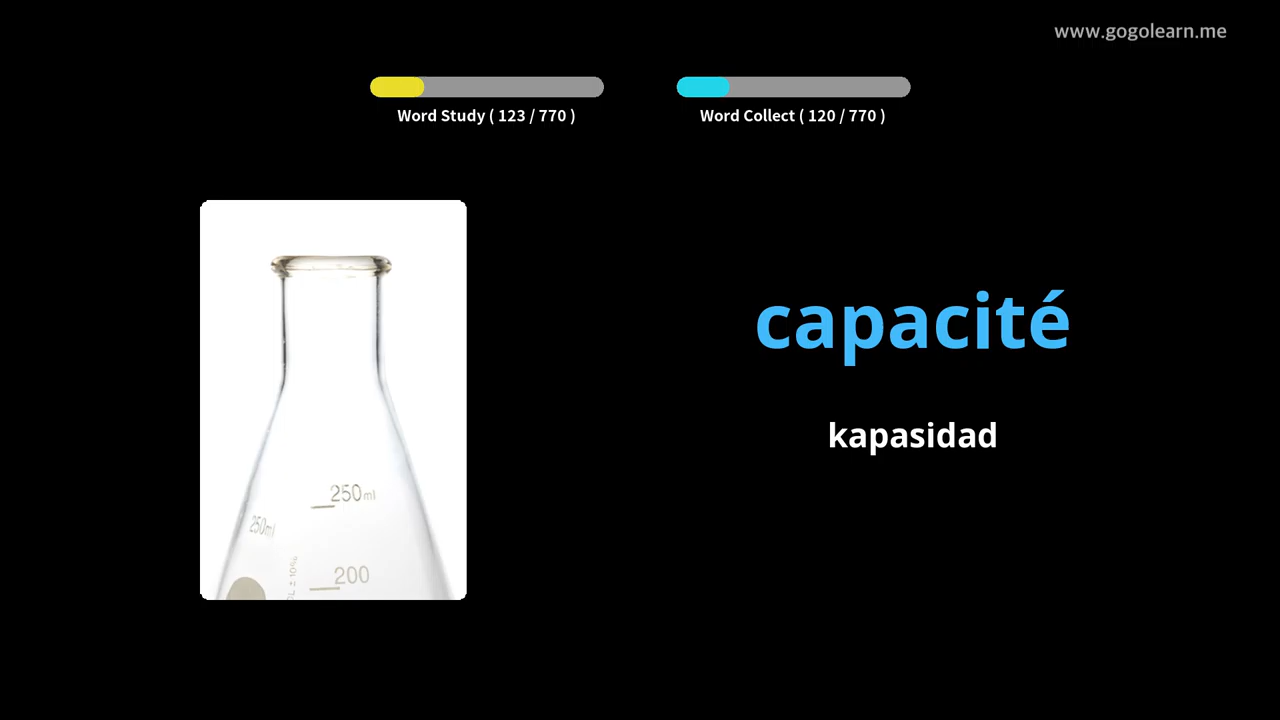 www.gogolearn.me
Word Study ( 123 / 770 )
Word Collect ( 120 / 770 )
capacité
kapasidad
250ml
250ml
200